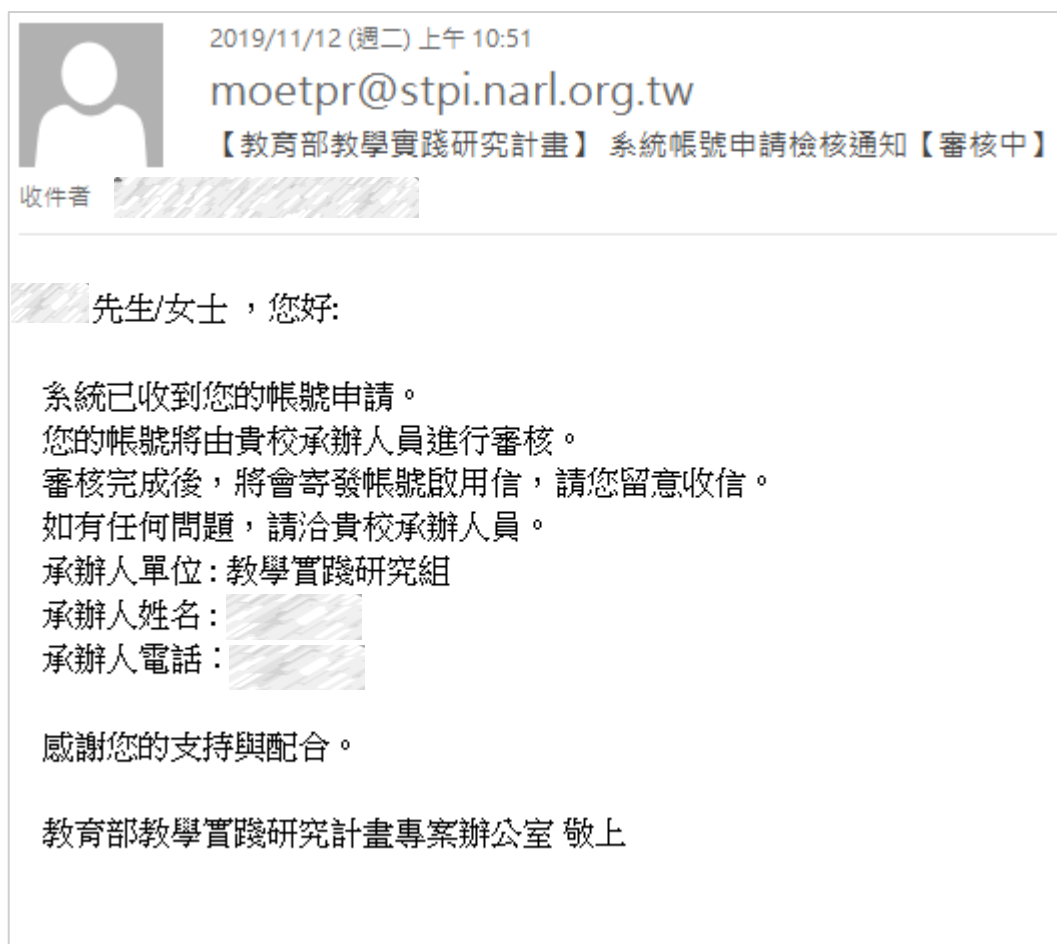 2019/11/12 (週二) 上午 10:51
moetpr@stpi.narl.org.tw
【教育部教學實踐研究計畫】 系統帳號申請檢核通知【審核中】
收件者
先生/女士 ，您好:
系統已收到您的帳號申請。
您的帳號將由貴校承辦人員進行審核。
審核完成後，將會寄發帳號啟用信，請您留意收信。
如有任何問題，請洽貴校承辦人員。
承辦人單位 : 教學實踐研究組
承辦人姓名 :
承辦人電話：
感謝您的支持與配合。
教育部教學實踐研究計畫專案辦公室 敬上